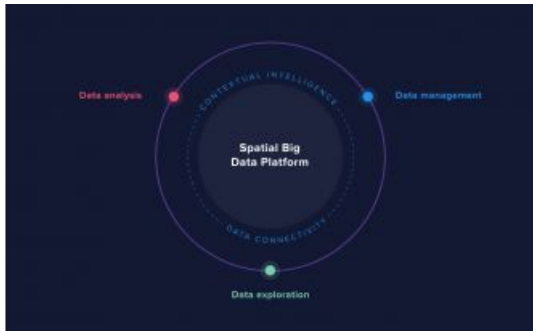 CONTEXTUAL INTELLIGENCE
Data analysis
Data management
Spatial Big
Data Platform
DATA CONNECTIVITY
Data exploration